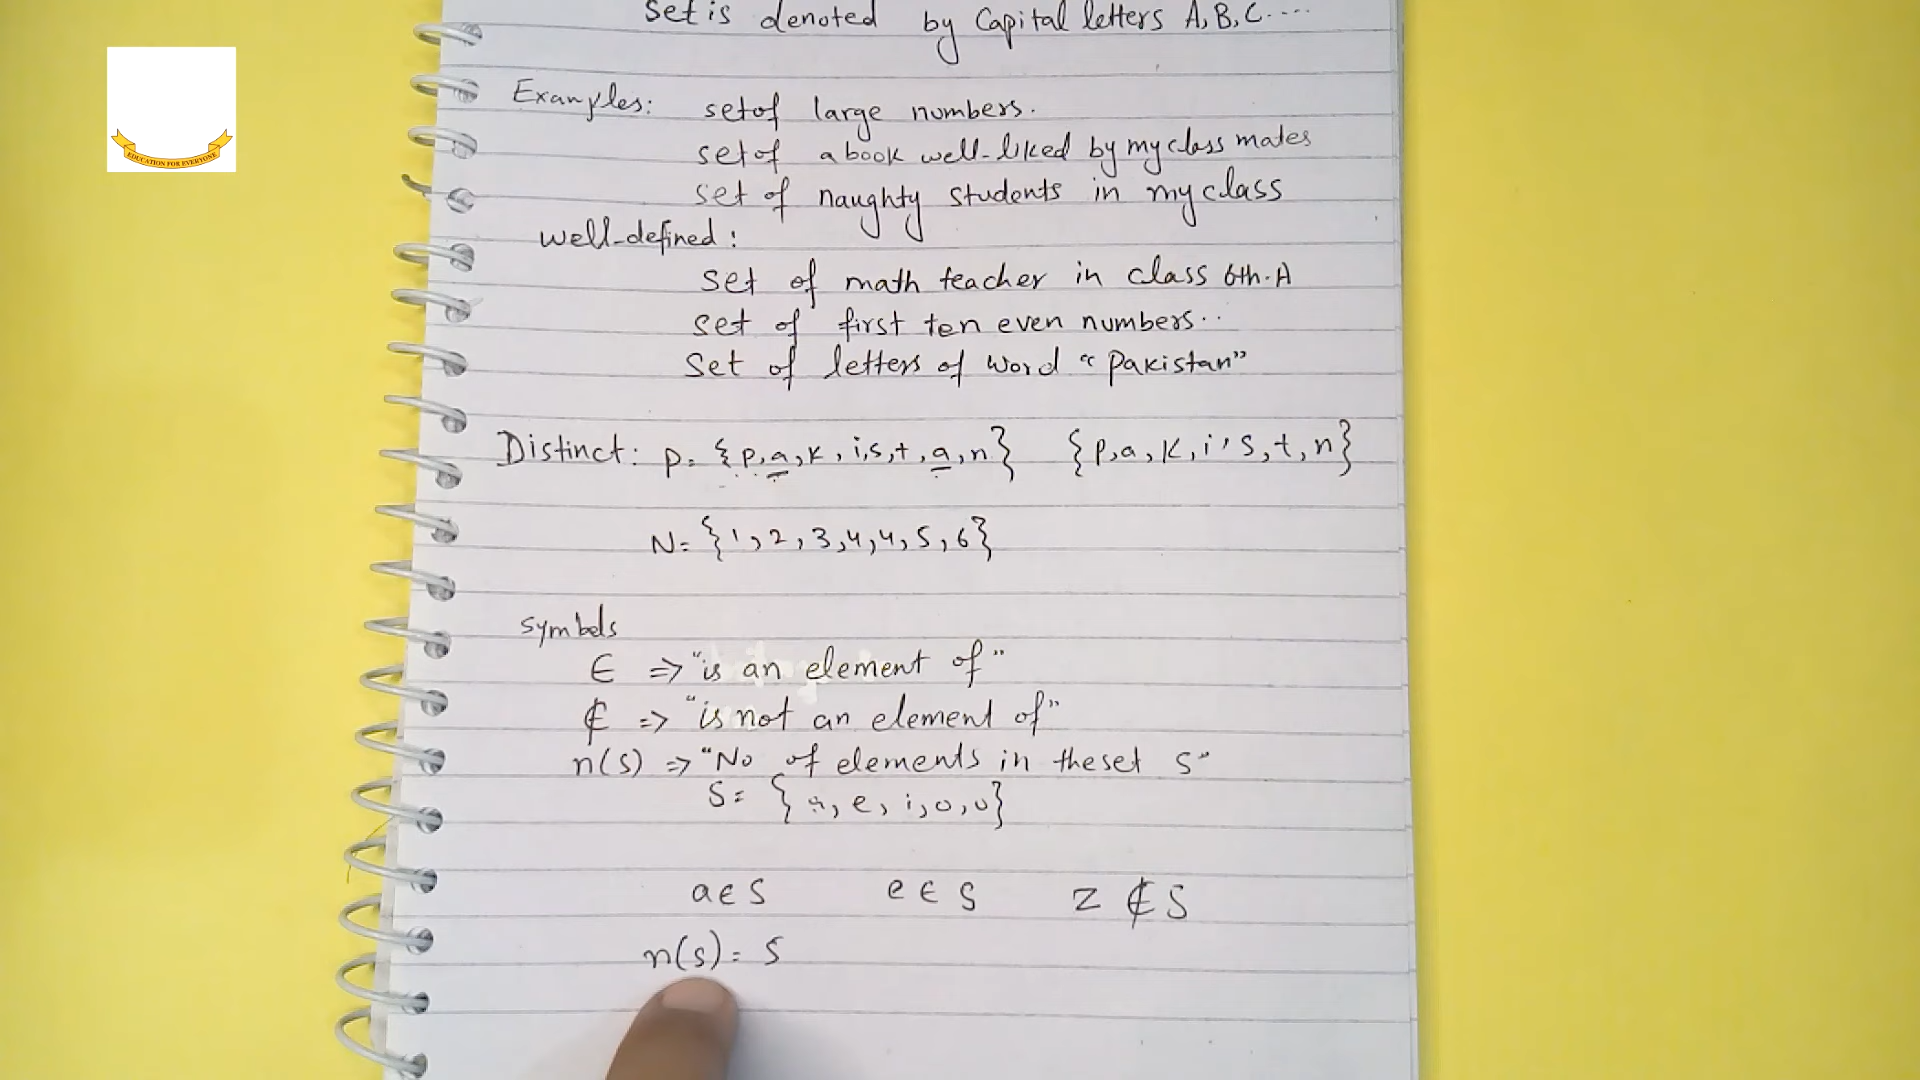 Set is denoted by Capital letters A, B, C....
EDUCATION FOR EVERYONE
Examples: set of large numbers.
set of a book well-liked by my class mates
set of naughty students in my class
well-defined:
set of math teacher in class 6th-A
set of first ten even numbers..
set of letters of word "Pakistan"
Distinct: P= {p,a,k,i,s,t,a,n} {p,a,k,i,s,t,n}
N= {1,2,3,4,4,5,6}
symbols
∈ => "is an element of"
∉ => "is not an element of"
n(S) => "No of elements in the set S"
S= {a, e, i, o, u}
a∈S e∈S z∉S
n(s)= 5